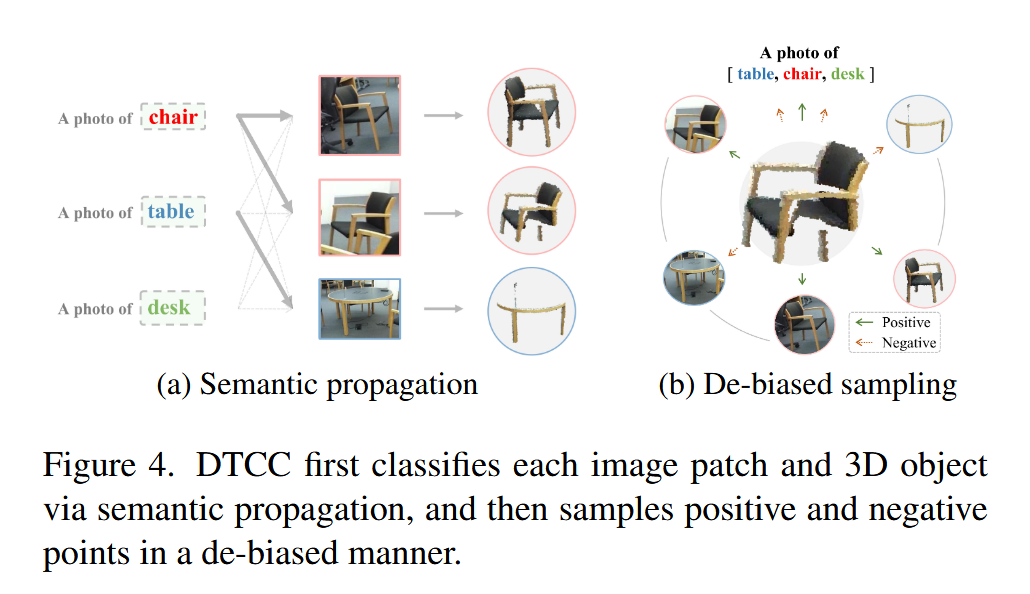 A photo of chair
A photo of table
A photo of desk
(a) Semantic propagation
A photo of
[ table, chair, desk ]
Positive
Negative
(b) De-biased sampling
Figure 4. DTCC first classifies each image patch and 3D object
via semantic propagation, and then samples positive and negative
points in a de-biased manner.